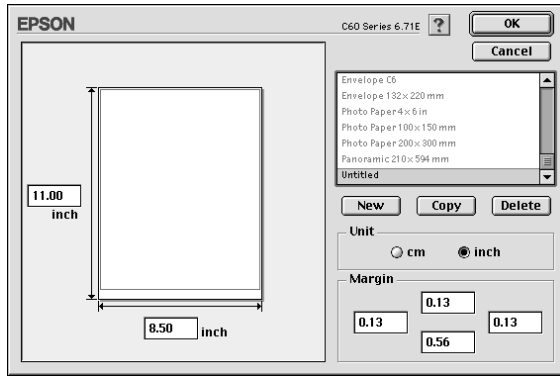 EPSON
C60 Series 6.71E ? OK
Cancel
Envelope C6
Envelope 132×220 mm
Photo Paper 4×6 in
Photo Paper 100×150 mm
Photo Paper 200×300 mm
Panoramic 210×594 mm
Untitled
New Copy Delete
Unit
cm inch
Margin
0.13
0.13 0.13
0.56
11.00
inch
8.50 inch